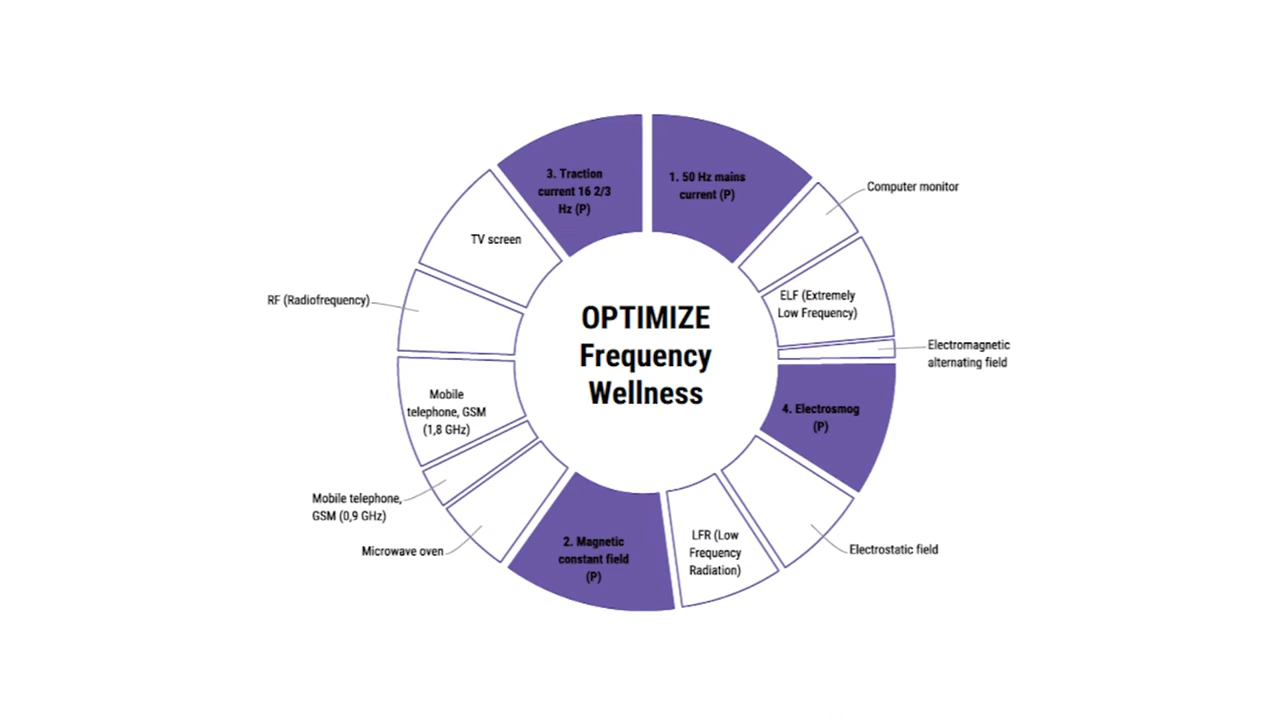 3. Traction
current 16 2/3
Hz (P)
1. 50 Hz mains
current (P)
Computer monitor
TV screen
ELF (Extremely
Low Frequency)
RF (Radiofrequency)
OPTIMIZE
Frequency
Wellness
Electromagnetic
alternating field
Mobile
telephone, GSM
(1,8 GHz)
4. Electrosmog
(P)
Mobile telephone,
GSM (0,9 GHz)
Microwave oven
2. Magnetic
constant field
(P)
LFR (Low
Frequency
Radiation)
Electrostatic field